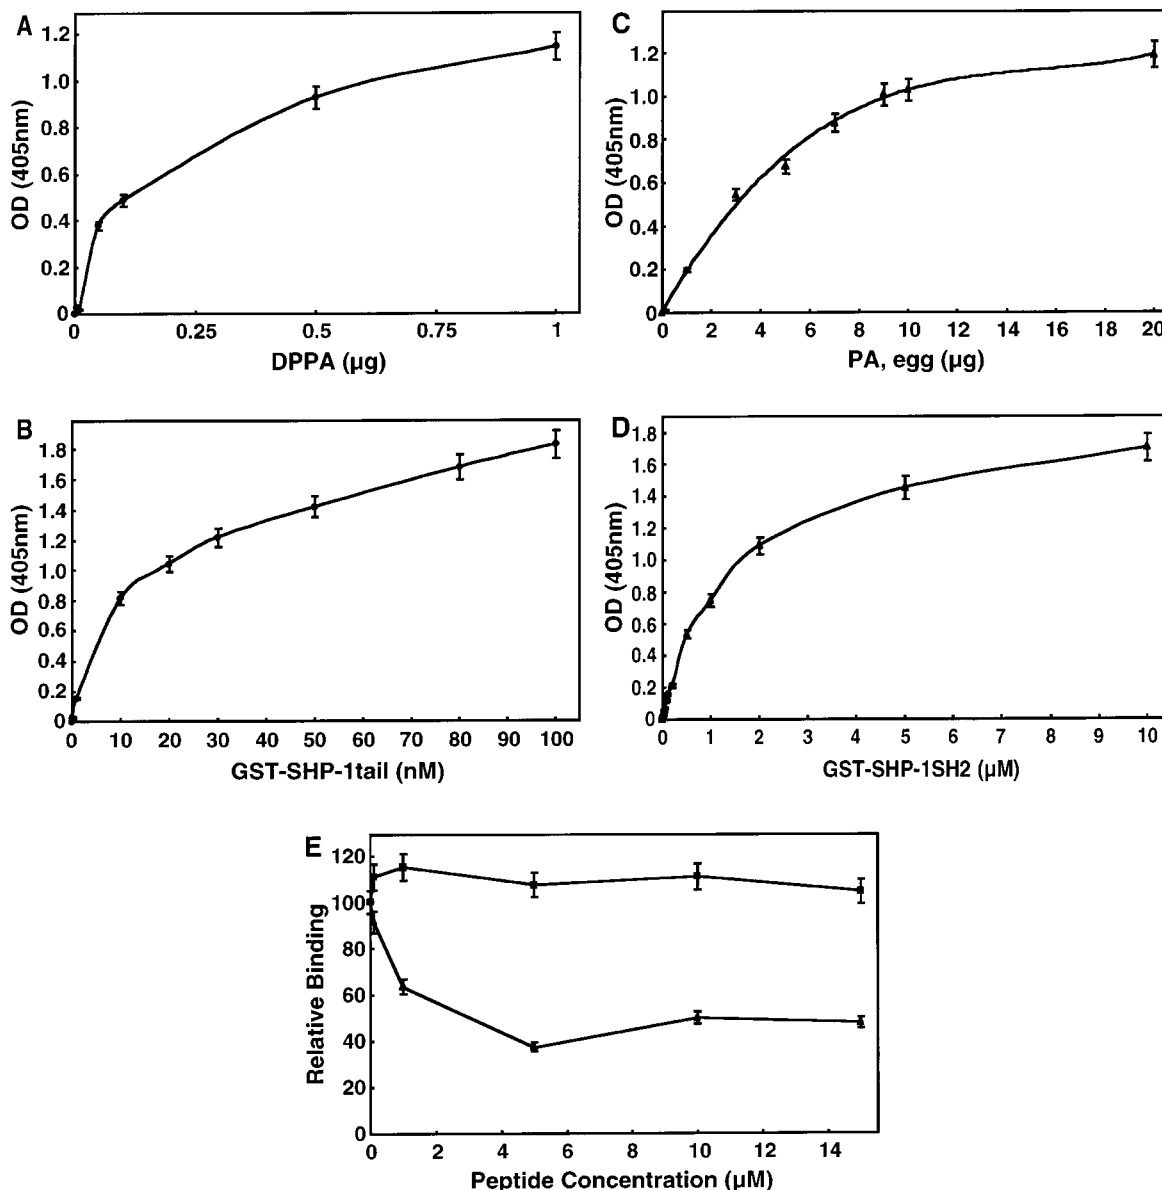 A
OD (405nm)
1.2
1.0
0.8
0.6
0.4
0.2
0
0 0.25 0.5 0.75 1
DPPA (µg)
C
OD (405nm)
1.2
1.0
0.8
0.6
0.4
0.2
0
0 2 4 6 8 10 12 14 16 18 20
PA, egg (µg)
B
OD (405nm)
1.8
1.6
1.4
1.2
1.0
0.8
0.6
0.4
0.2
0
0 10 20 30 40 50 60 70 80 90 100
GST-SHP-1tail (nM)
D
OD (405nm)
1.8
1.6
1.4
1.2
1.0
0.8
0.6
0.4
0.2
0
0 1 2 3 4 5 6 7 8 9 10
GST-SHP-1SH2 (µM)
E
Relative Binding
120
100
80
60
40
20
0
0 2 4 6 8 10 12 14
Peptide Concentration (µM)